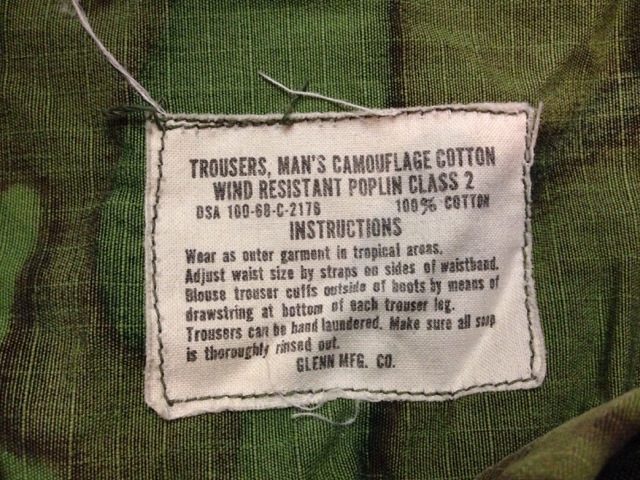 TROUSERS, MAN'S CAMOUFLAGE COTTON
WIND RESISTANT POPLIN CLASS 2
DSA 100-68-C-2176 100% COTTON
INSTRUCTIONS
Wear as outer garment in tropical areas.
Adjust waist size by straps on sides of waistband.
Blouse trouser cuffs outside of boots by means of
drawstring at bottom of each trouser leg.
Trousers can be hand laundered. Make sure all soap
is thoroughly rinsed out.
GLENN MFG. CO.